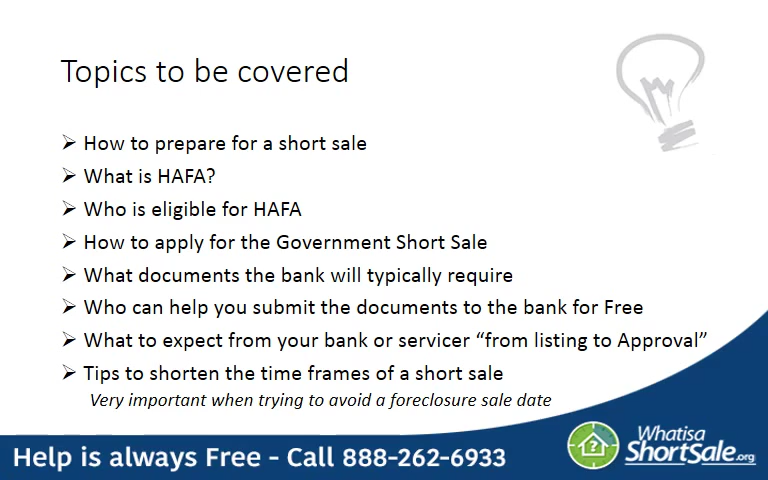 Topics to be covered
➢ How to prepare for a short sale
➢ What is HAFA?
➢ Who is eligible for HAFA
➢ How to apply for the Government Short Sale
➢ What documents the bank will typically require
➢ Who can help you submit the documents to the bank for Free
➢ What to expect from your bank or servicer “from listing to Approval”
➢ Tips to shorten the time frames of a short sale
Very important when trying to avoid a foreclosure sale date
Help is always Free - Call 888-262-6933
?
Whatisa
ShortSale.org